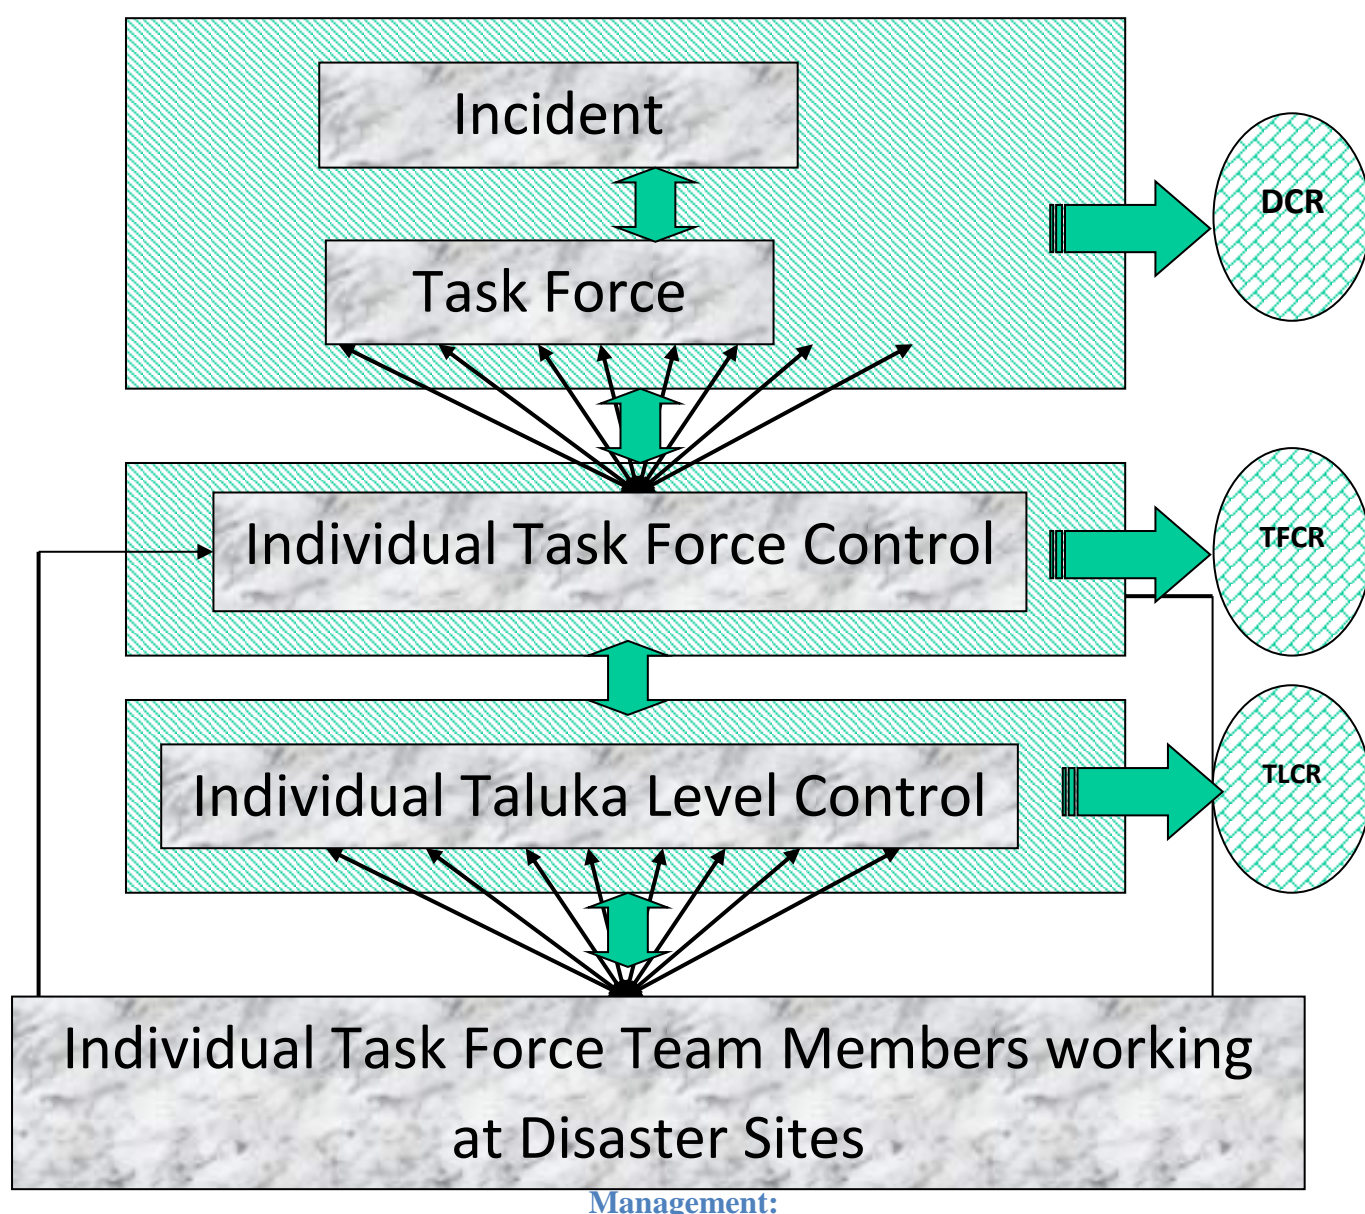 Incident
DCR
Task Force
Individual Task Force Control
TFCR
Individual Taluka Level Control
TLCR
Individual Task Force Team Members working
at Disaster Sites
Management: